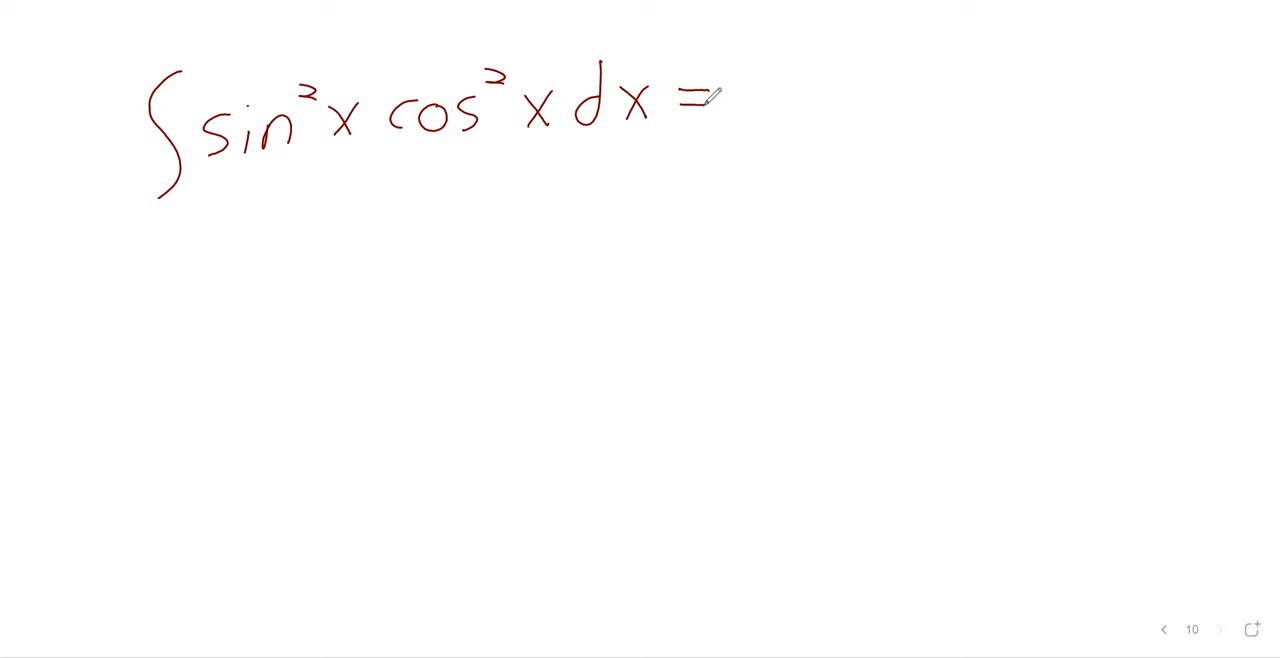 ∫ sin²x cos²x dx =
10